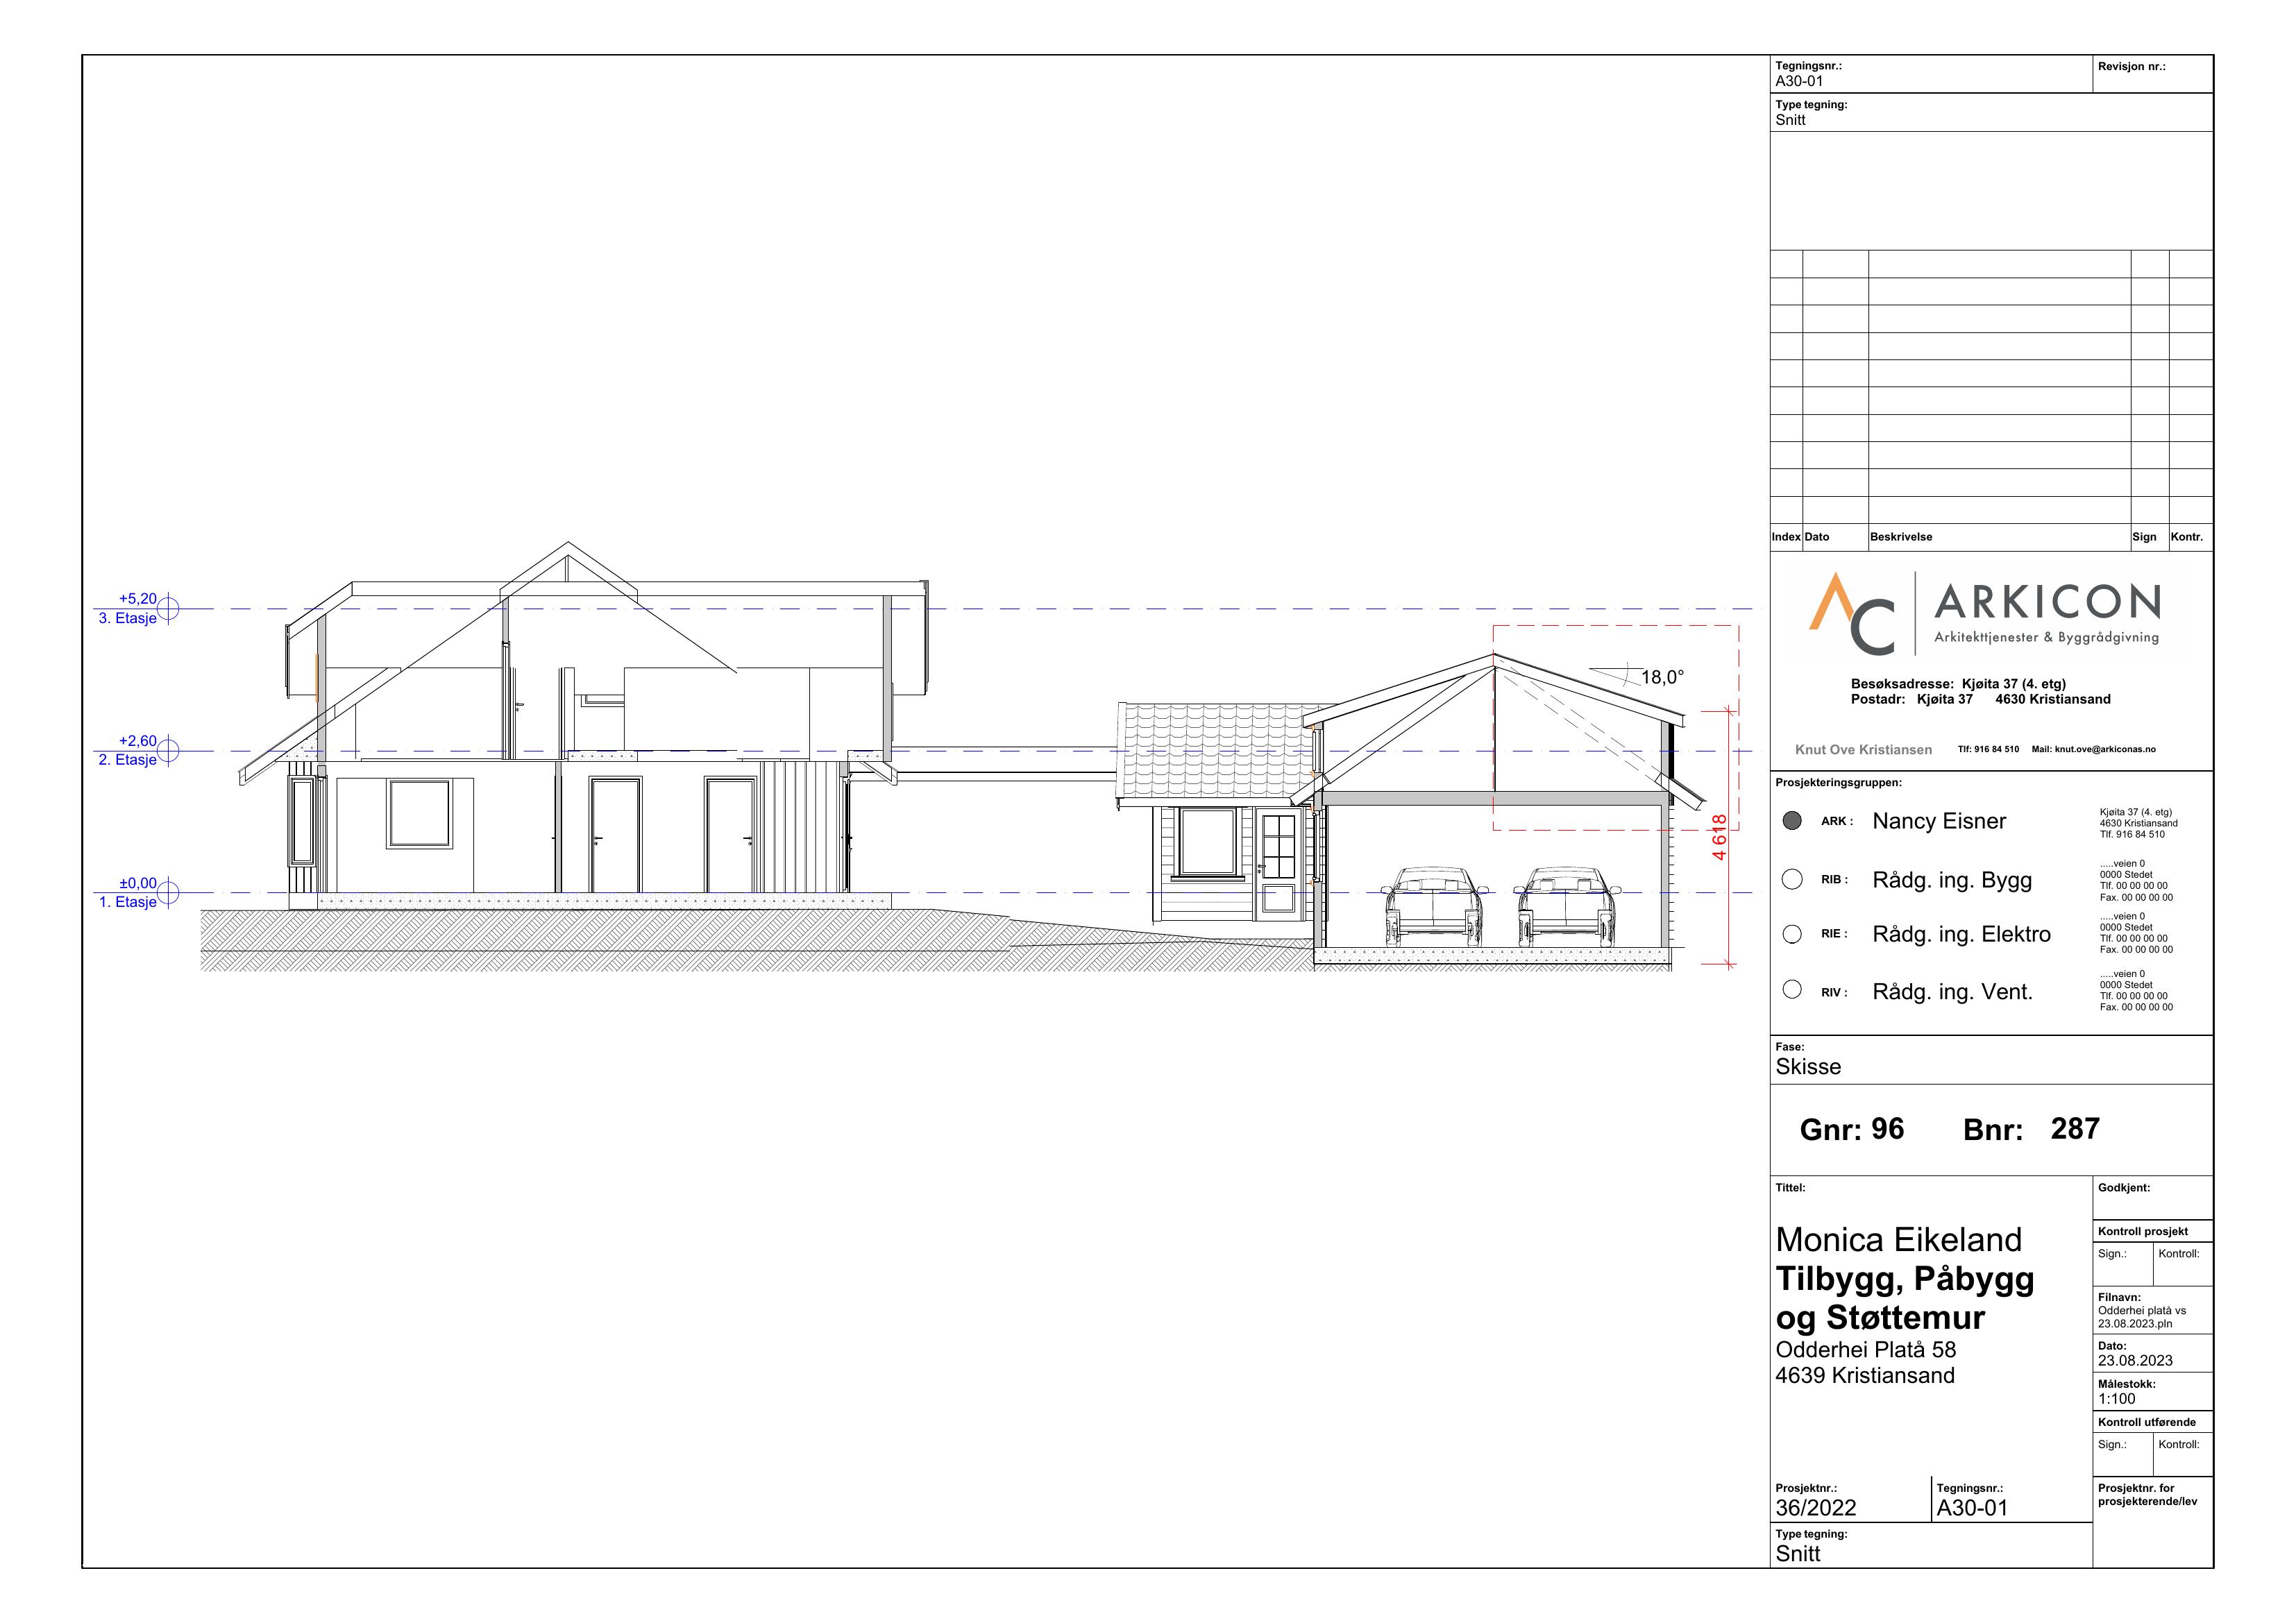 +5,20
3. Etasje
+2,60
2. Etasje
±0,00
1. Etasje
18,0°
4 618
Tegningsnr.:
A30-01
Revisjon nr.:
Type tegning:
Snitt
Index Dato Beskrivelse Sign Kontr.
AC ARKICON
Arkitekttjenester & Byggrådgivning
Besøksadresse: Kjøita 37 (4. etg)
Postadr: Kjøita 37 4630 Kristiansand
Knut Ove Kristiansen Tlf: 916 84 510 Mail: knut.ove@arkiconas.no
Prosjekteringsgruppen:
ARK : Nancy Eisner
Kjøita 37 (4. etg)
4630 Kristiansand
Tlf. 916 84 510
RIB : Rådg. ing. Bygg
.....veien 0
0000 Stedet
Tlf. 00 00 00 00
Fax. 00 00 00 00
RIE : Rådg. ing. Elektro
.....veien 0
0000 Stedet
Tlf. 00 00 00 00
Fax. 00 00 00 00
RIV : Rådg. ing. Vent.
.....veien 0
0000 Stedet
Tlf. 00 00 00 00
Fax. 00 00 00 00
Fase:
Skisse
Gnr: 96 Bnr: 287
Tittel:
Monica Eikeland
Tilbygg, Påbygg
og Støttemur
Odderhei Platå 58
4639 Kristiansand
Godkjent:
Kontroll prosjekt
Sign.: Kontroll:
Filnavn:
Odderhei platå vs
23.08.2023.pln
Dato:
23.08.2023
Målestokk:
1:100
Kontroll utførende
Sign.: Kontroll:
Prosjektnr.:
36/2022
Tegningsnr.:
A30-01
Prosjektnr. for
prosjekterende/lev
Type tegning:
Snitt